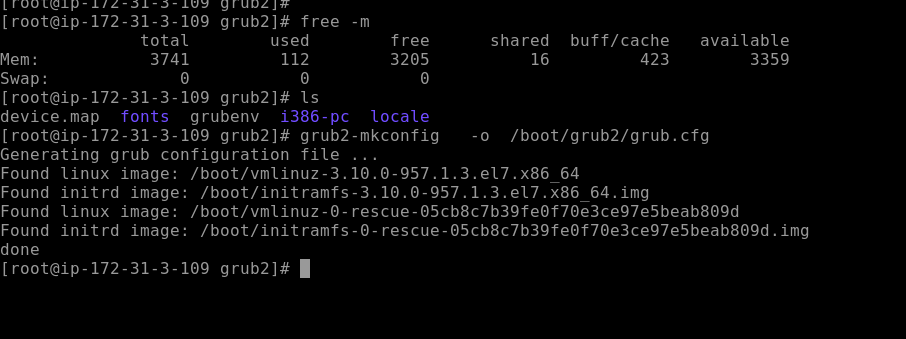 [root@ip-172-31-3-109 grub2]#
[root@ip-172-31-3-109 grub2]# free -m
              total        used        free      shared  buff/cache   available
Mem:           3741         112        3205          16         423        3359
Swap:             0           0           0
[root@ip-172-31-3-109 grub2]# ls
device.map  fonts  grubenv  i386-pc  locale
[root@ip-172-31-3-109 grub2]# grub2-mkconfig   -o  /boot/grub2/grub.cfg
Generating grub configuration file ...
Found linux image: /boot/vmlinuz-3.10.0-957.1.3.el7.x86_64
Found initrd image: /boot/initramfs-3.10.0-957.1.3.el7.x86_64.img
Found linux image: /boot/vmlinuz-0-rescue-05cb8c7b39fe0f70e3ce97e5beab809d
Found initrd image: /boot/initramfs-0-rescue-05cb8c7b39fe0f70e3ce97e5beab809d.img
done
[root@ip-172-31-3-109 grub2]#